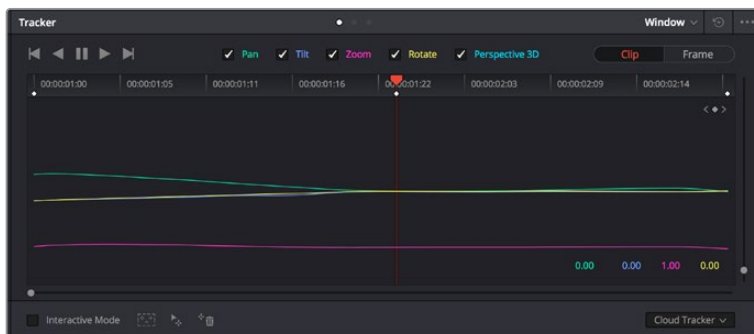 Tracker
Window
Pan Tilt Zoom Rotate Perspective 3D
Clip Frame
00:00:01:00 00:00:01:05 00:00:01:11 00:00:01:16 00:00:01:22 00:00:02:03 00:00:02:09 00:00:02:14
0.00 0.00 1.00 0.00
Interactive Mode
Cloud Tracker